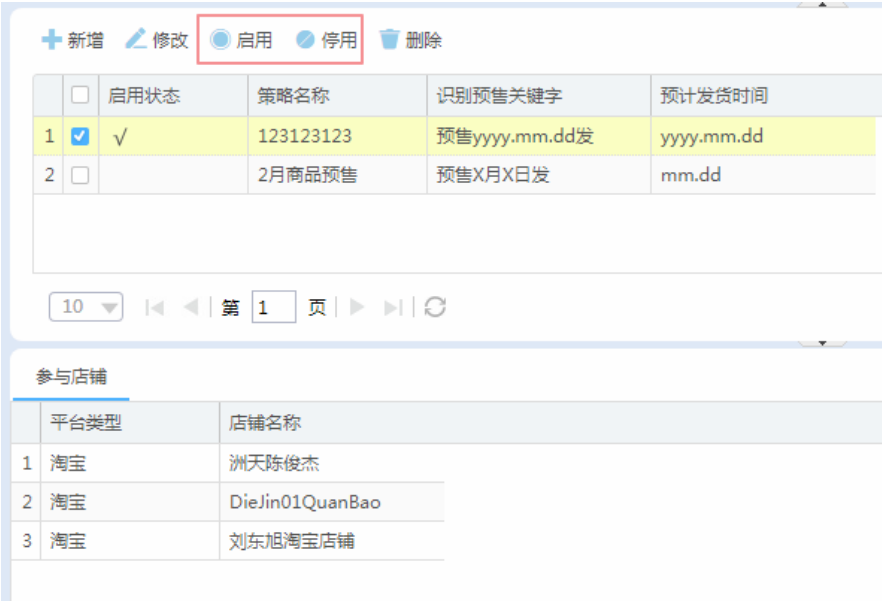 新增 修改 启用 停用 删除
启用状态 策略名称 识别预售关键字 预计发货时间
1 √ 123123123 预售yyyy.mm.dd发 yyyy.mm.dd
2 2月商品预售 预售X月X日发 mm.dd
10 第 1 页
参与店铺
平台类型 店铺名称
1 淘宝 洲天陈俊杰
2 淘宝 DieJin01QuanBao
3 淘宝 刘东旭淘宝店铺